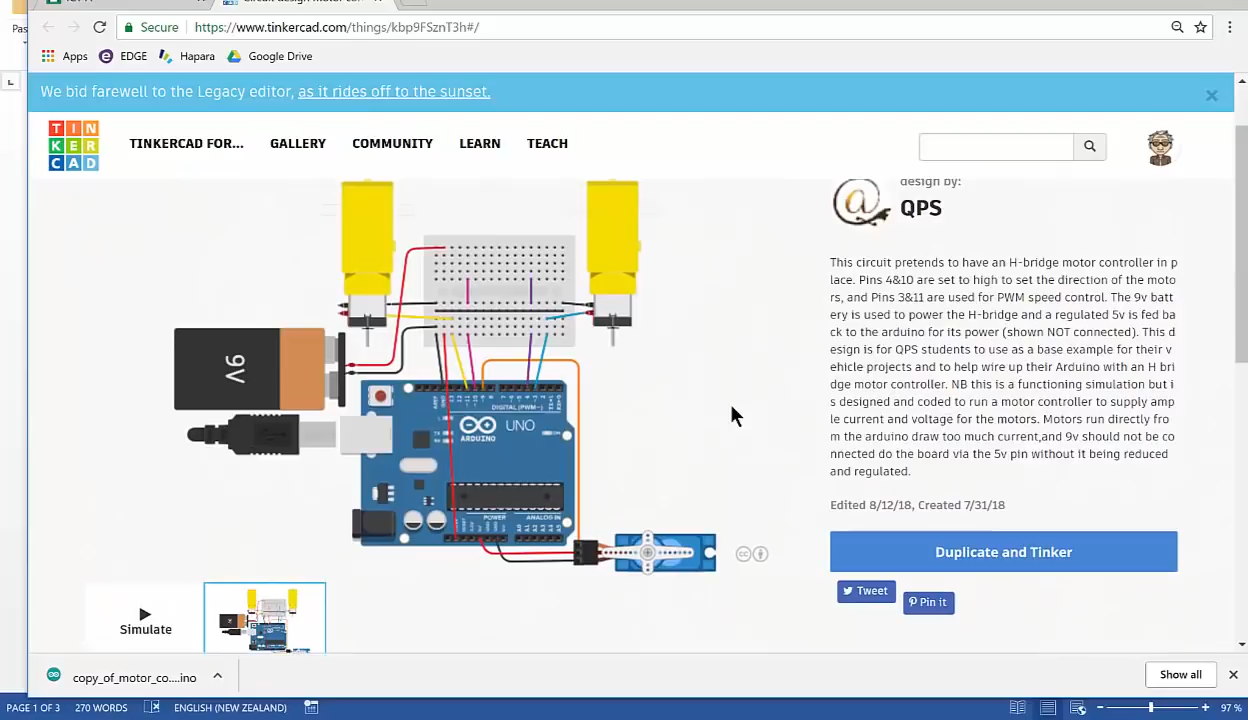 Secure https://www.tinkercad.com/things/kbp9FSznT3h#/
Apps EDGE Hapara Google Drive
We bid farewell to the Legacy editor, as it rides off to the sunset.
TIN
KER
CAD
TINKERCAD FOR... GALLERY COMMUNITY LEARN TEACH
design by:
QPS
This circuit pretends to have an H-bridge motor controller in p
lace. Pins 4&10 are set to high to set the direction of the moto
rs, and Pins 3&11 are used for PWM speed control. The 9v batt
ery is used to power the H-bridge and a regulated 5v is fed ba
ck to the arduino for its power (shown NOT connected). This d
esign is for QPS students to use as a base example for their v
ehicle projects and to help wire up their Arduino with an H bri
dge motor controller. NB this is a functioning simulation but i
s designed and coded to run a motor controller to supply amp
le current and voltage for the motors. Motors run directly fro
m the arduino draw too much current,and 9v should not be co
nnected do the board via the 5v pin without it being reduced
and regulated.
Edited 8/12/18, Created 7/31/18
Duplicate and Tinker
Tweet
Pin it
9V
DIGITAL (PWM~)
UNO
ARDUINO
POWER ANALOG IN
Simulate
copy_of_motor_co....ino
Show all
PAGE 1 OF 3 270 WORDS ENGLISH (NEW ZEALAND) 97 %